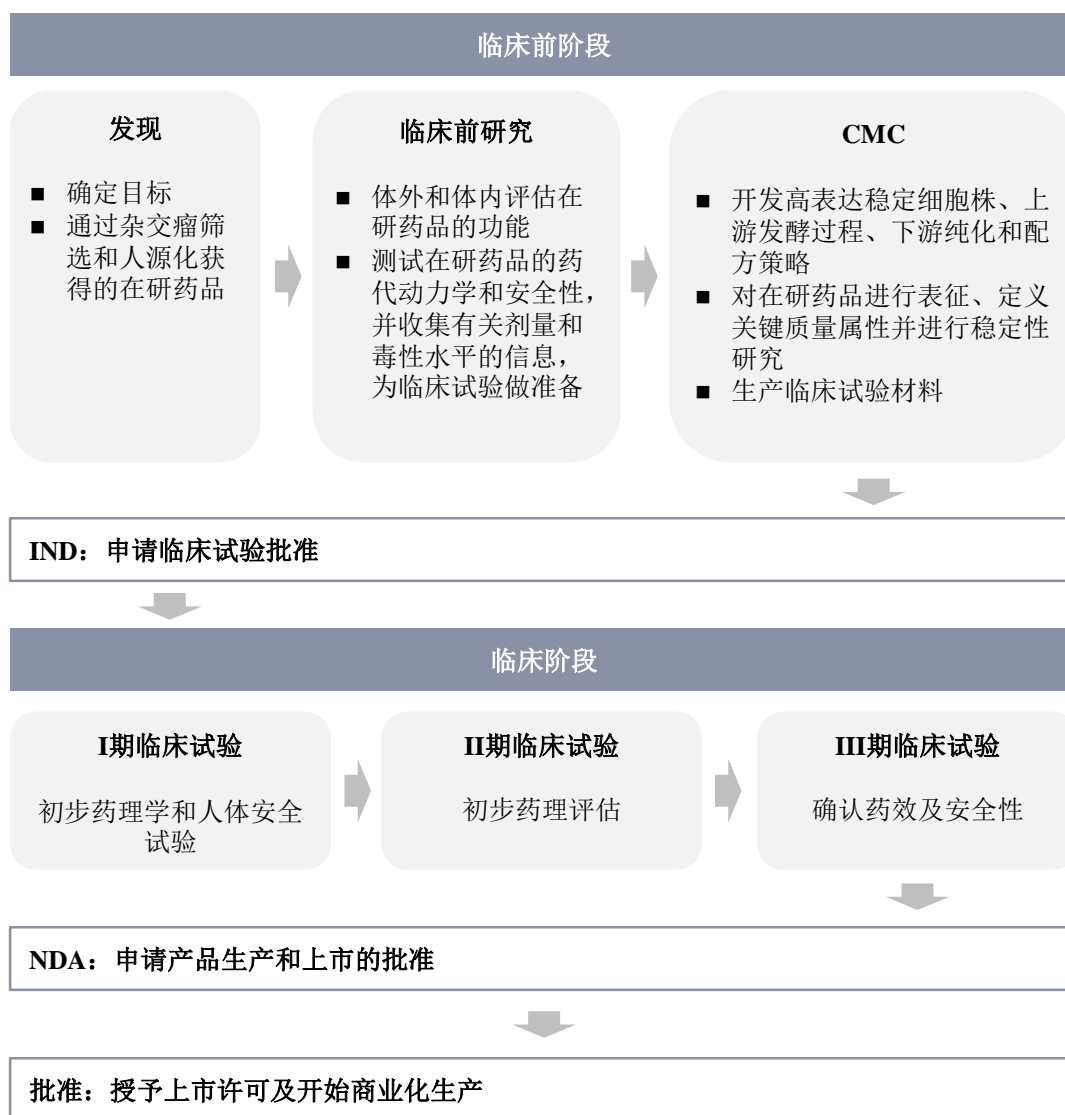 临床前阶段
发现
■ 确定目标
■ 通过杂交瘤筛
选和人源化获
得的在研药品
临床前研究
■ 体外和体内评估在
研药品的功能
■ 测试在研药品的药
代动力学和安全性，
并收集有关剂量和
毒性水平的信息，
为临床试验做准备
CMC
■ 开发高表达稳定细胞株、上
游发酵过程、下游纯化和配
方策略
■ 对在研药品进行表征、定义
关键质量属性并进行稳定性
研究
■ 生产临床试验材料
IND：申请临床试验批准
临床阶段
I期临床试验
初步药理学和人体安全
试验
II期临床试验
初步药理评估
III期临床试验
确认药效及安全性
NDA：申请产品生产和上市的批准
批准：授予上市许可及开始商业化生产